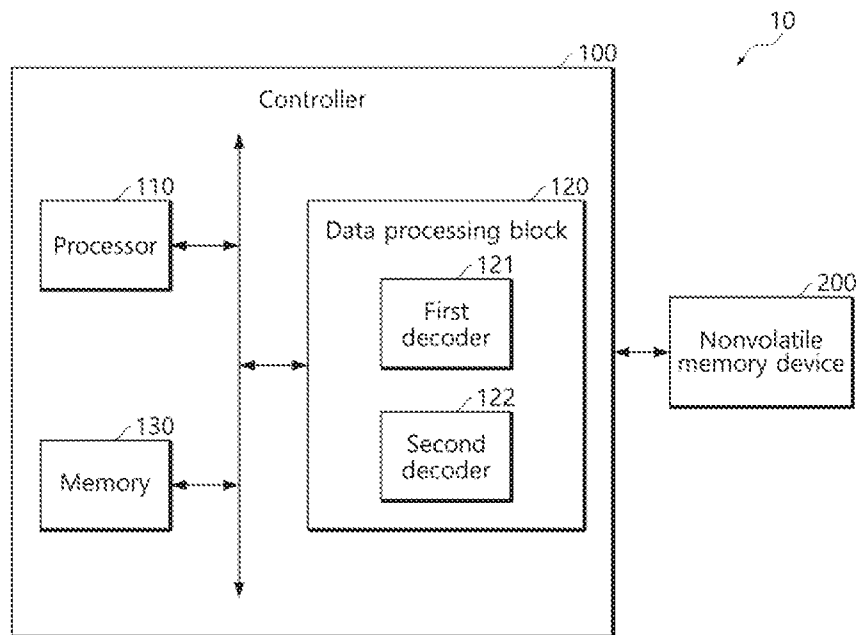 10
100
Controller
110
Processor
120
Data processing block
121
First
decoder
122
Second
decoder
130
Memory
200
Nonvolatile
memory device